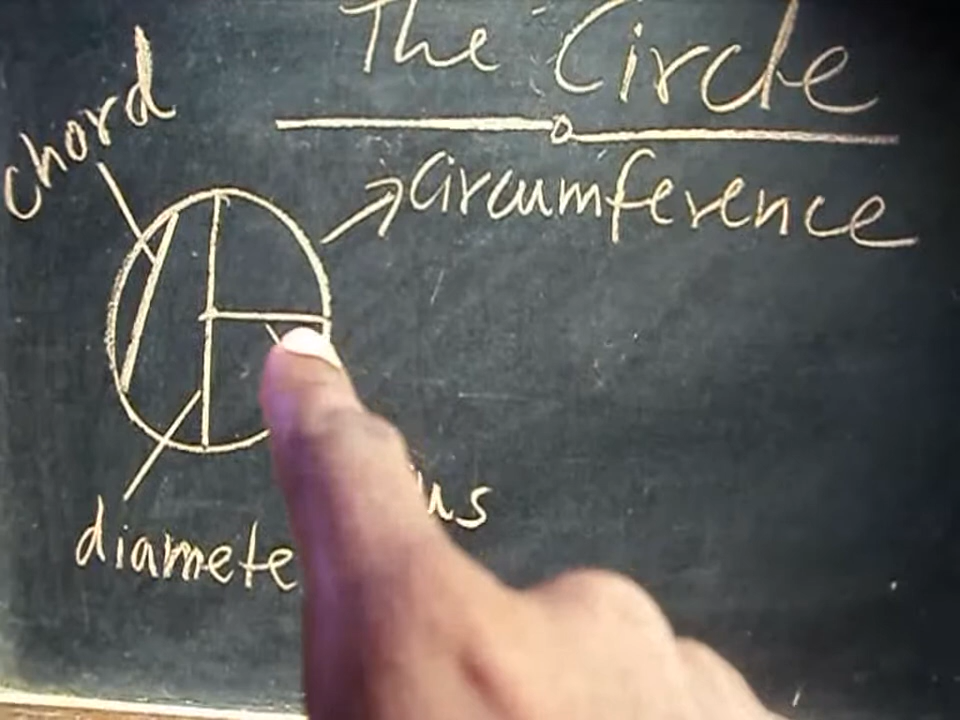 The Circle
chord
Circumference
diamete
us